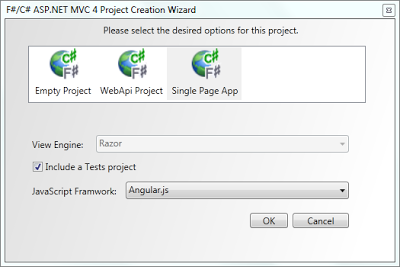 F#/C# ASP.NET MVC 4 Project Creation Wizard
Please select the desired options for this project.
C# F# C# F# C# F#
Empty Project WebApi Project Single Page App
View Engine: Razor
Include a Tests project
JavaScript Framwork: Angular.js
OK Cancel